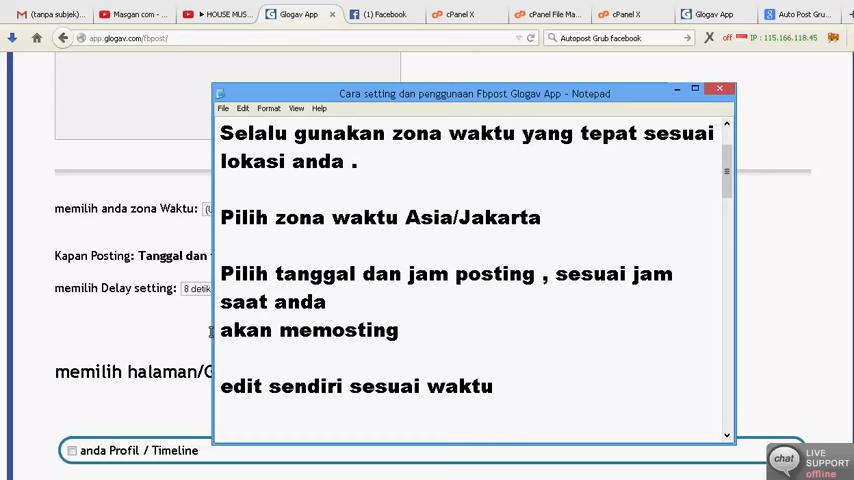 (tanpa subjek)...
Masgan com - ...
HOUSE MUS...
Glogav App
(1) Facebook
cPanel X
cPanel File Ma...
cPanel X
Glogav App
Auto Post Gru...
app.glogav.com/fbpost/
Autopost Grub facebook
off
IP : 115.166.118.45
Cara setting dan penggunaan Fbpost Glogav App - Notepad
File Edit Format View Help
Selalu gunakan zona waktu yang tepat sesuai
lokasi anda .
Pilih zona waktu Asia/Jakarta
Pilih tanggal dan jam posting , sesuai jam
saat anda
akan memosting
edit sendiri sesuai waktu
memilih anda zona Waktu: (U
Kapan Posting: Tanggal dan
memilih Delay setting: 8 detik
memilih halaman/G
anda Profil / Timeline
chat
LIVE
SUPPORT
offline